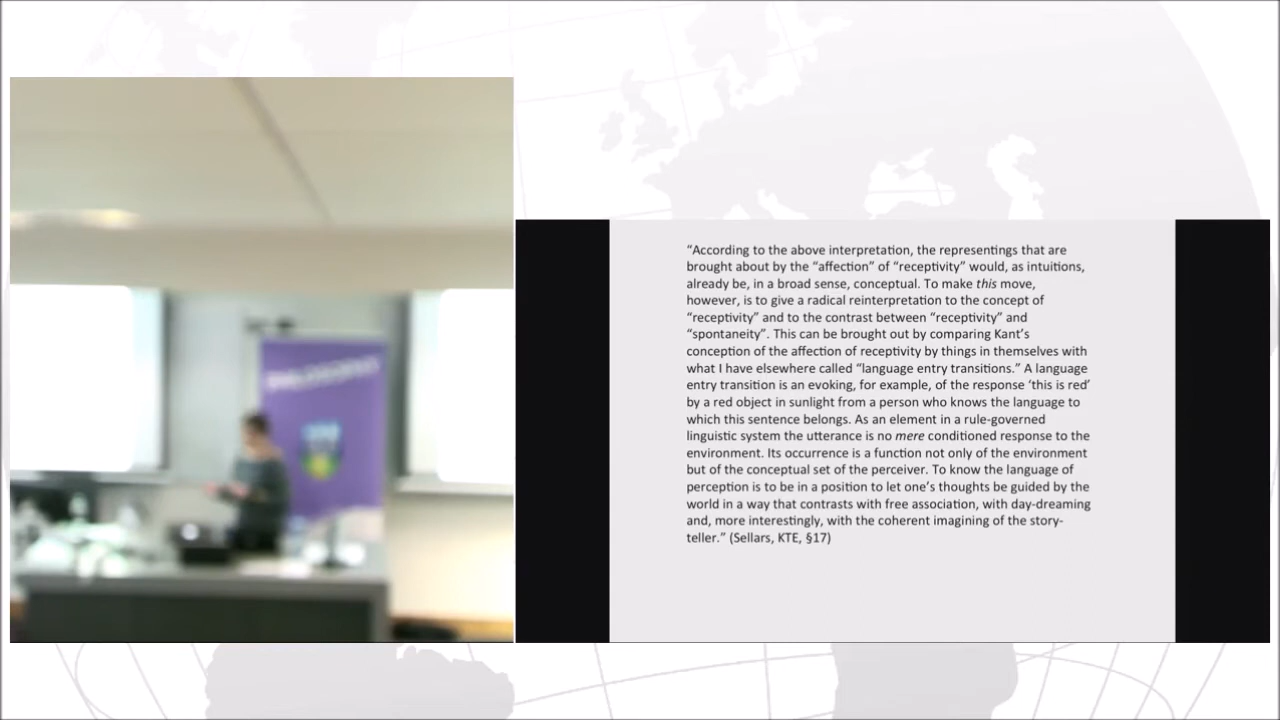 “According to the above interpretation, the representings that are
brought about by the “affection” of “receptivity” would, as intuitions,
already be, in a broad sense, conceptual. To make this move,
however, is to give a radical reinterpretation to the concept of
“receptivity” and to the contrast between “receptivity” and
“spontaneity”. This can be brought out by comparing Kant’s
conception of the affection of receptivity by things in themselves with
what I have elsewhere called “language entry transitions.” A language
entry transition is an evoking, for example, of the response ‘this is red’
by a red object in sunlight from a person who knows the language to
which this sentence belongs. As an element in a rule-governed
linguistic system the utterance is no mere conditioned response to the
environment. Its occurrence is a function not only of the environment
but of the conceptual set of the perceiver. To know the language of
perception is to be in a position to let one’s thoughts be guided by the
world in a way that contrasts with free association, with day-dreaming
and, more interestingly, with the coherent imagining of the story-
teller.” (Sellars, KTE, §17)